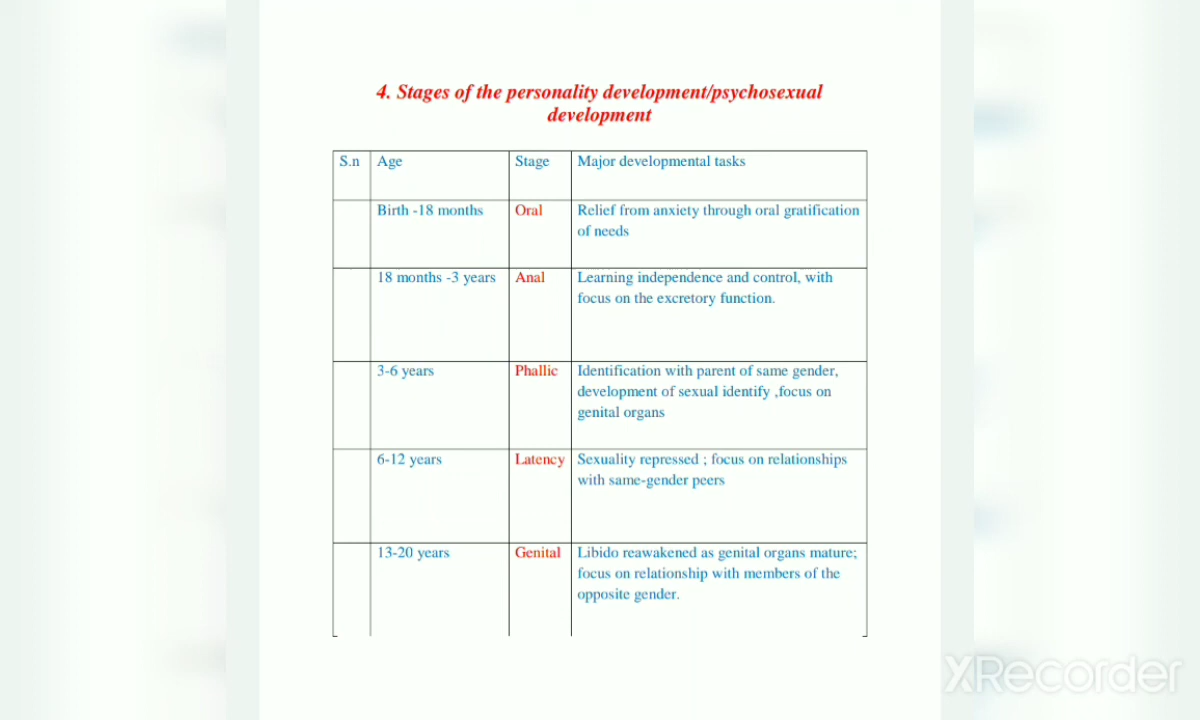 4. Stages of the personality development/psychosexual
development
S.n Age Stage Major developmental tasks
Birth -18 months Oral Relief from anxiety through oral gratification
of needs
18 months -3 years Anal Learning independence and control, with
focus on the excretory function.
3-6 years Phallic Identification with parent of same gender,
development of sexual identify ,focus on
genital organs
6-12 years Latency Sexuality repressed ; focus on relationships
with same-gender peers
13-20 years Genital Libido reawakened as genital organs mature;
focus on relationship with members of the
opposite gender.
XRecorder